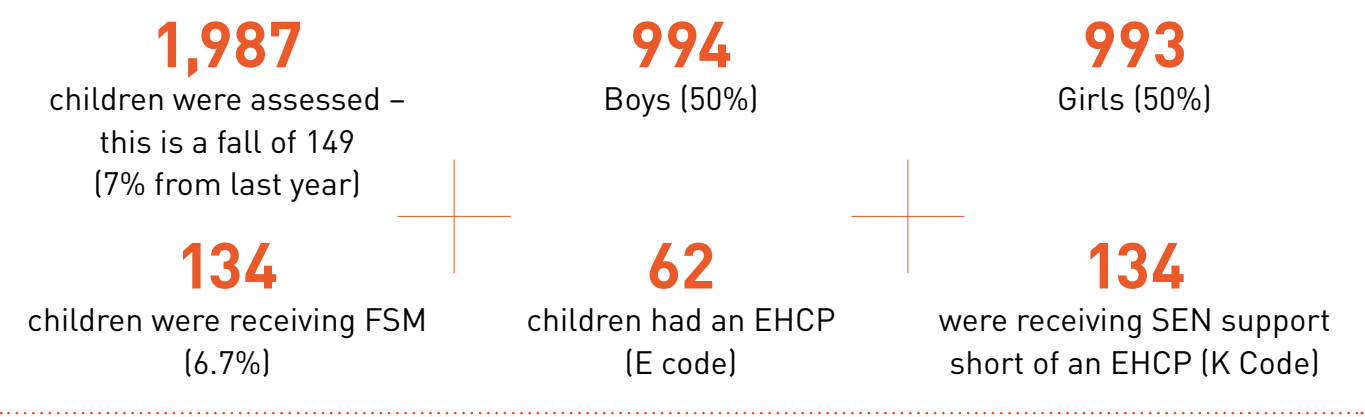 1,987
children were assessed –
this is a fall of 149
(7% from last year)
994
Boys (50%)
993
Girls (50%)
134
children were receiving FSM
(6.7%)
62
children had an EHCP
(E code)
134
were receiving SEN support
short of an EHCP (K Code)